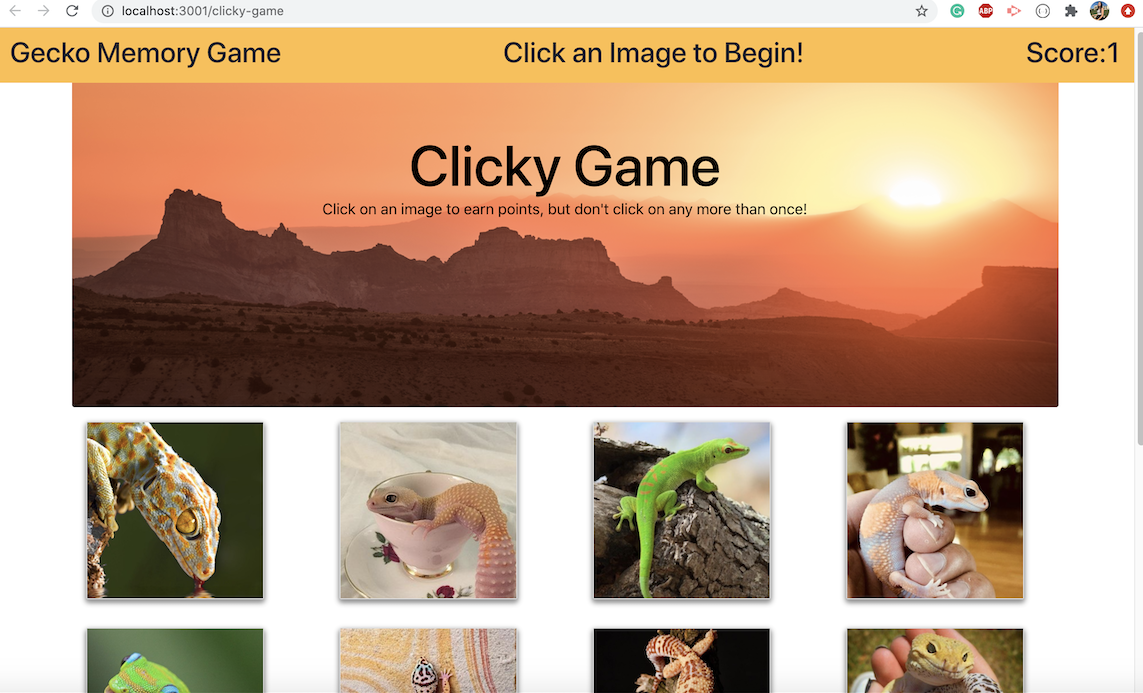 localhost:3001/clicky-game
ABP
Gecko Memory Game
Click an Image to Begin!
Score:1
Clicky Game
Click on an image to earn points, but don't click on any more than once!